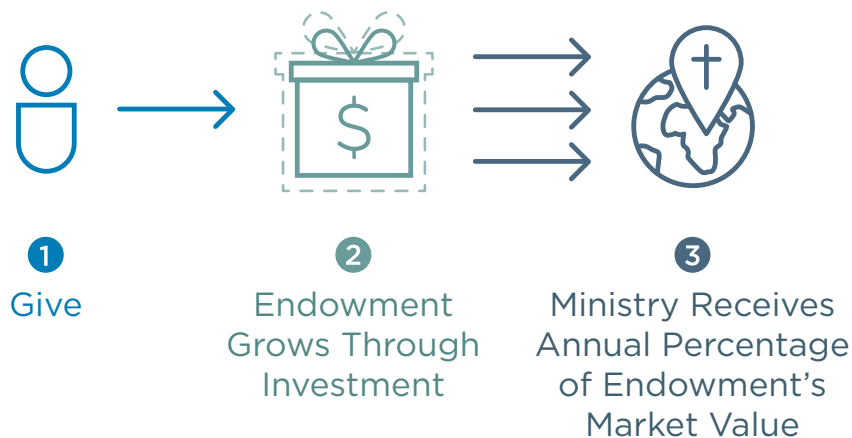 $
1
Give
2
Endowment
Grows Through
Investment
3
Ministry Receives
Annual Percentage
of Endowment’s
Market Value